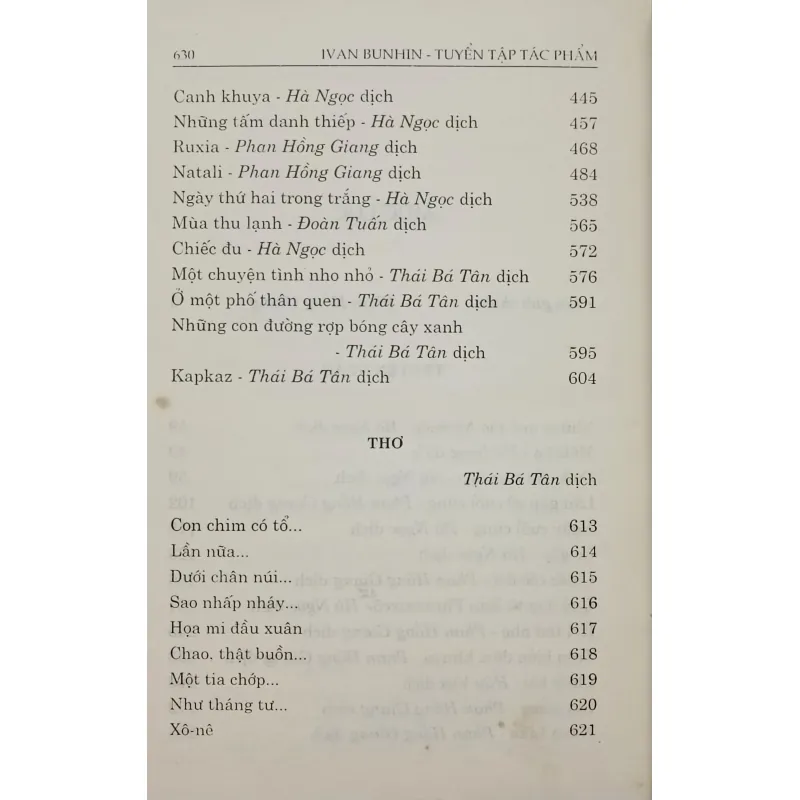 630 IVAN BUNHIN - TUYỂN TẬP TÁC PHẨM
Canh khuya - Hà Ngọc dịch 445
Những tấm danh thiếp - Hà Ngọc dịch 457
Ruxia - Phan Hồng Giang dịch 468
Natali - Phan Hồng Giang dịch 484
Ngày thứ hai trong trắng - Hà Ngọc dịch 538
Mùa thu lạnh - Đoàn Tuấn dịch 565
Chiếc đu - Hà Ngọc dịch 572
Một chuyện tình nho nhỏ - Thái Bá Tân dịch 576
Ở một phố thân quen - Thái Bá Tân dịch 591
Những con đường rợp bóng cây xanh
- Thái Bá Tân dịch 595
Kapkaz - Thái Bá Tân dịch 604
THƠ
Thái Bá Tân dịch
Con chim có tổ... 613
Lần nữa... 614
Dưới chân núi... 615
Sao nhấp nháy... 616
Họa mi đầu xuân 617
Chao, thật buồn... 618
Một tia chớp... 619
Như tháng tư... 620
Xô-nê 621